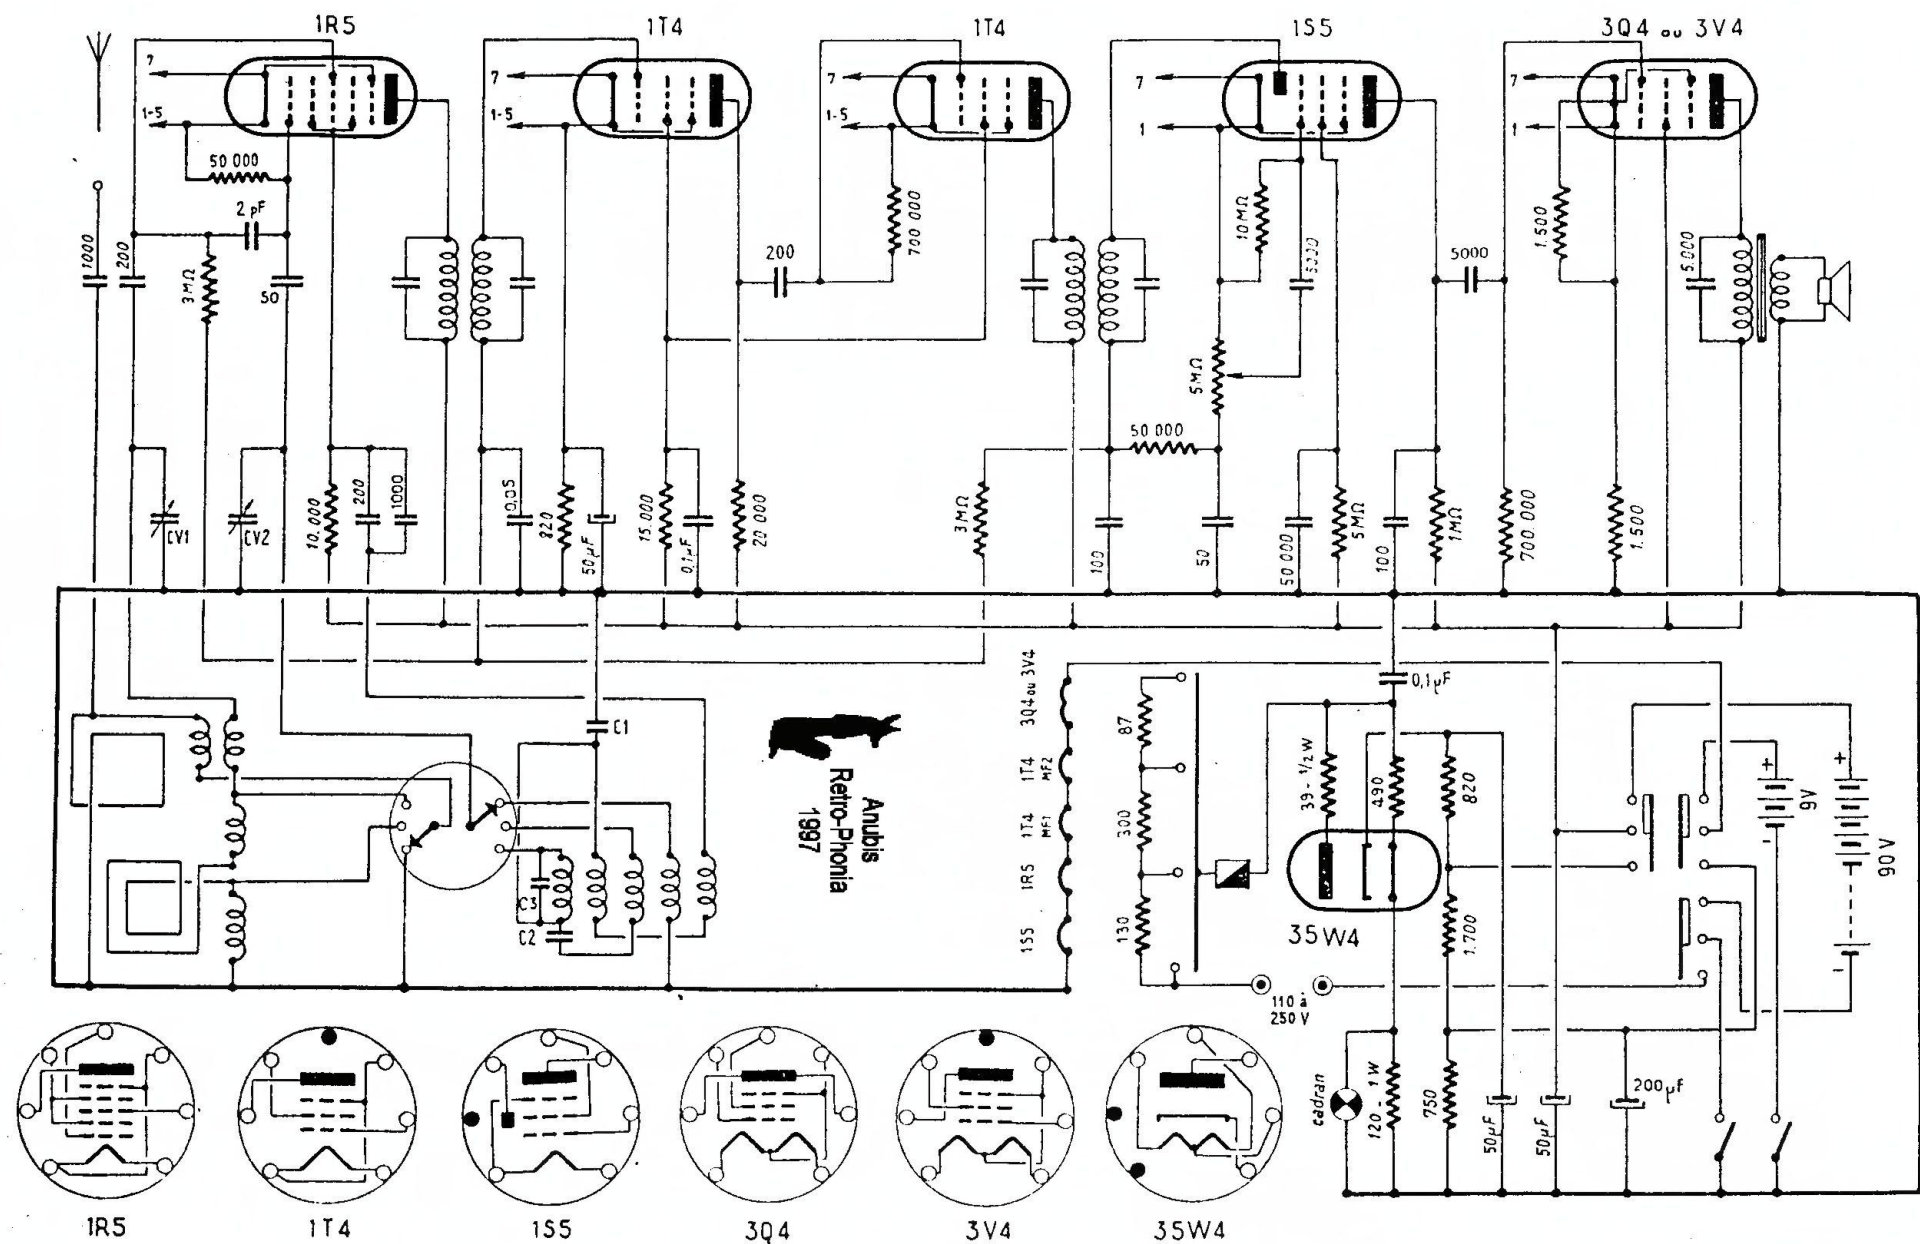 1R5
1T4
1T4
1S5
3Q4 ou 3V4
7
7
7
7
7
1-5
1-5
1-5
1
1
50 000
2 pF
1000
200
3MΩ
50
200
700 000
10MΩ
5000
5000
1.500
5.000
5MΩ
50 000
CV1
CV2
10.000
200
1000
0,05
820
50µF
15.000
0,1µF
20 000
3MΩ
100
50
50 000
5MΩ
100
1MΩ
700.000
1.500
0,1µF
C1
C3
C2
Anubis
Retro-Phonia
1997
3Q4 ou 3V4
1T4
MF2
1T4
MF1
1R5
1S5
87
300
130
39 - 1/2 W
490
820
35W4
1.700
110 à
250 V
+
9V
-
+
90 V
-
cadran
120 - 1W
750
50µF
50µF
200µF
1R5
1T4
1S5
3Q4
3V4
35W4